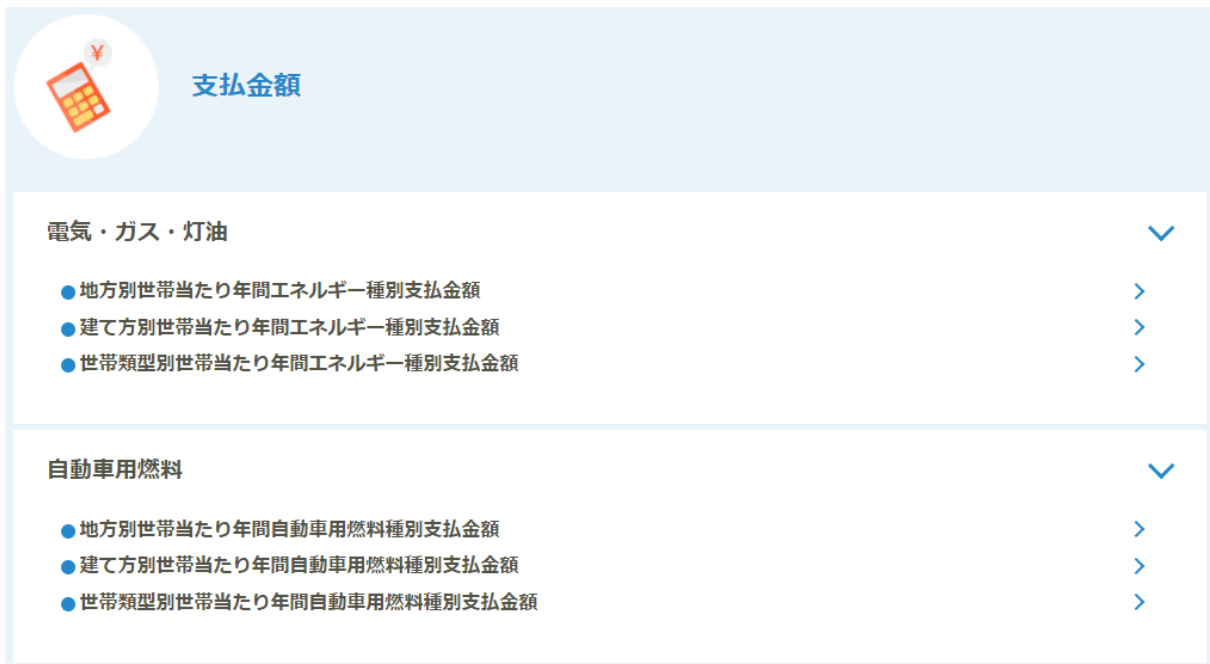 ¥
支払金額
電気・ガス・灯油
地方別世帯当たり年間エネルギー種別支払金額
建て方別世帯当たり年間エネルギー種別支払金額
世帯類型別世帯当たり年間エネルギー種別支払金額
自動車用燃料
地方別世帯当たり年間自動車用燃料種別支払金額
建て方別世帯当たり年間自動車用燃料種別支払金額
世帯類型別世帯当たり年間自動車用燃料種別支払金額